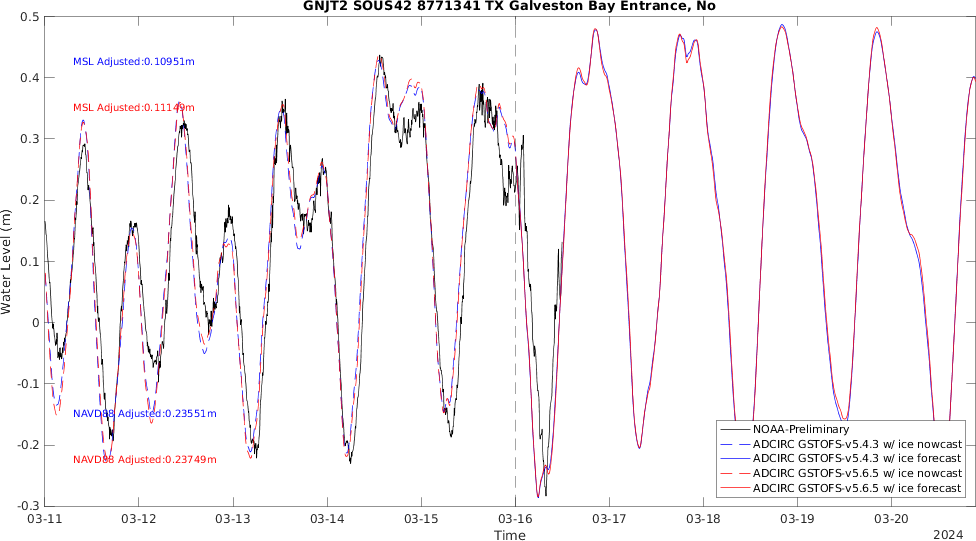 GNJT2 SOUS42 8771341 TX Galveston Bay Entrance, No
0.5
0.4
0.3
0.2
0.1
0
-0.1
-0.2
-0.3
Water Level (m)
MSL Adjusted:0.10951m
MSL Adjusted:0.11149m
NAVD88 Adjusted:0.23551m
NAVD88 Adjusted:0.23749m
NOAA-Preliminary
ADCIRC GSTOFS-v5.4.3 w/ ice nowcast
ADCIRC GSTOFS-v5.4.3 w/ ice forecast
ADCIRC GSTOFS-v5.6.5 w/ ice nowcast
ADCIRC GSTOFS-v5.6.5 w/ ice forecast
03-11 03-12 03-13 03-14 03-15 03-16 03-17 03-18 03-19 03-20
Time
2024